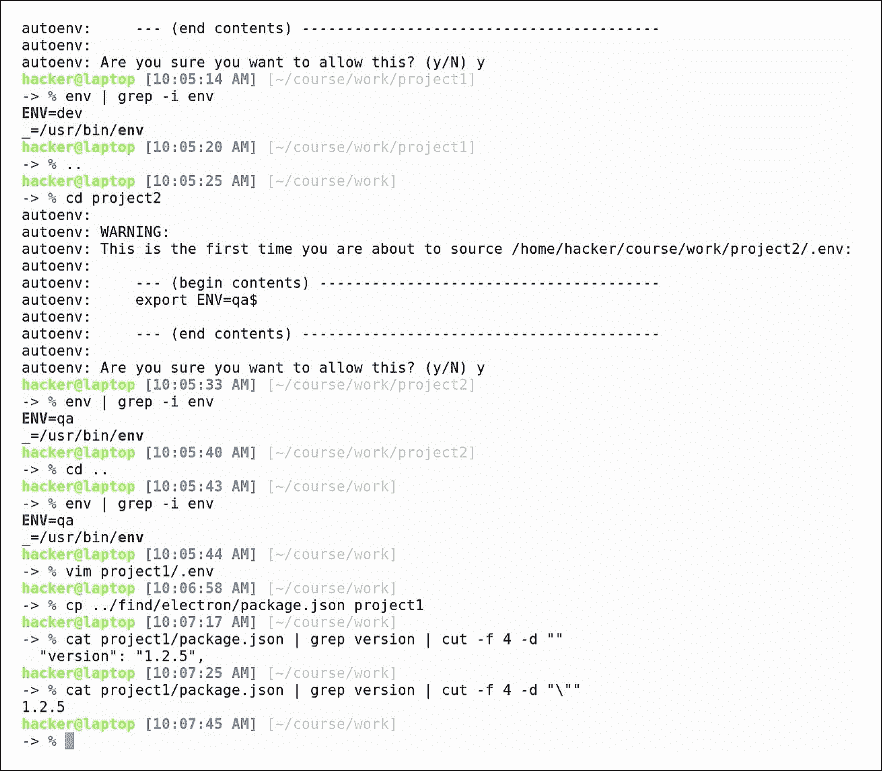 autoenv:     --- (end contents) ---------------------------------------
autoenv:
autoenv: Are you sure you want to allow this? (y/N) y
hacker@laptop [10:05:14 AM] [~/course/work/project1]
-> % env | grep -i env
ENV=dev
_=/usr/bin/env
hacker@laptop [10:05:20 AM] [~/course/work/project1]
-> % ..
hacker@laptop [10:05:25 AM] [~/course/work]
-> % cd project2
autoenv:
autoenv: WARNING:
autoenv: This is the first time you are about to source /home/hacker/course/work/project2/.env:
autoenv:
autoenv:     --- (begin contents) ---------------------------------------
autoenv:     export ENV=qa$
autoenv:
autoenv:     --- (end contents) -----------------------------------------
autoenv:
autoenv: Are you sure you want to allow this? (y/N) y
hacker@laptop [10:05:33 AM] [~/course/work/project2]
-> % env | grep -i env
ENV=qa
_=/usr/bin/env
hacker@laptop [10:05:40 AM] [~/course/work/project2]
-> % cd ..
hacker@laptop [10:05:43 AM] [~/course/work]
-> % env | grep -i env
ENV=qa
_=/usr/bin/env
hacker@laptop [10:05:44 AM] [~/course/work]
-> % vim project1/.env
hacker@laptop [10:06:58 AM] [~/course/work]
-> % cp ../find/electron/package.json project1
hacker@laptop [10:07:17 AM] [~/course/work]
-> % cat project1/package.json | grep version | cut -f 4 -d ""
  "version": "1.2.5",
hacker@laptop [10:07:25 AM] [~/course/work]
-> % cat project1/package.json | grep version | cut -f 4 -d "\""
1.2.5
hacker@laptop [10:07:45 AM] [~/course/work]
-> %